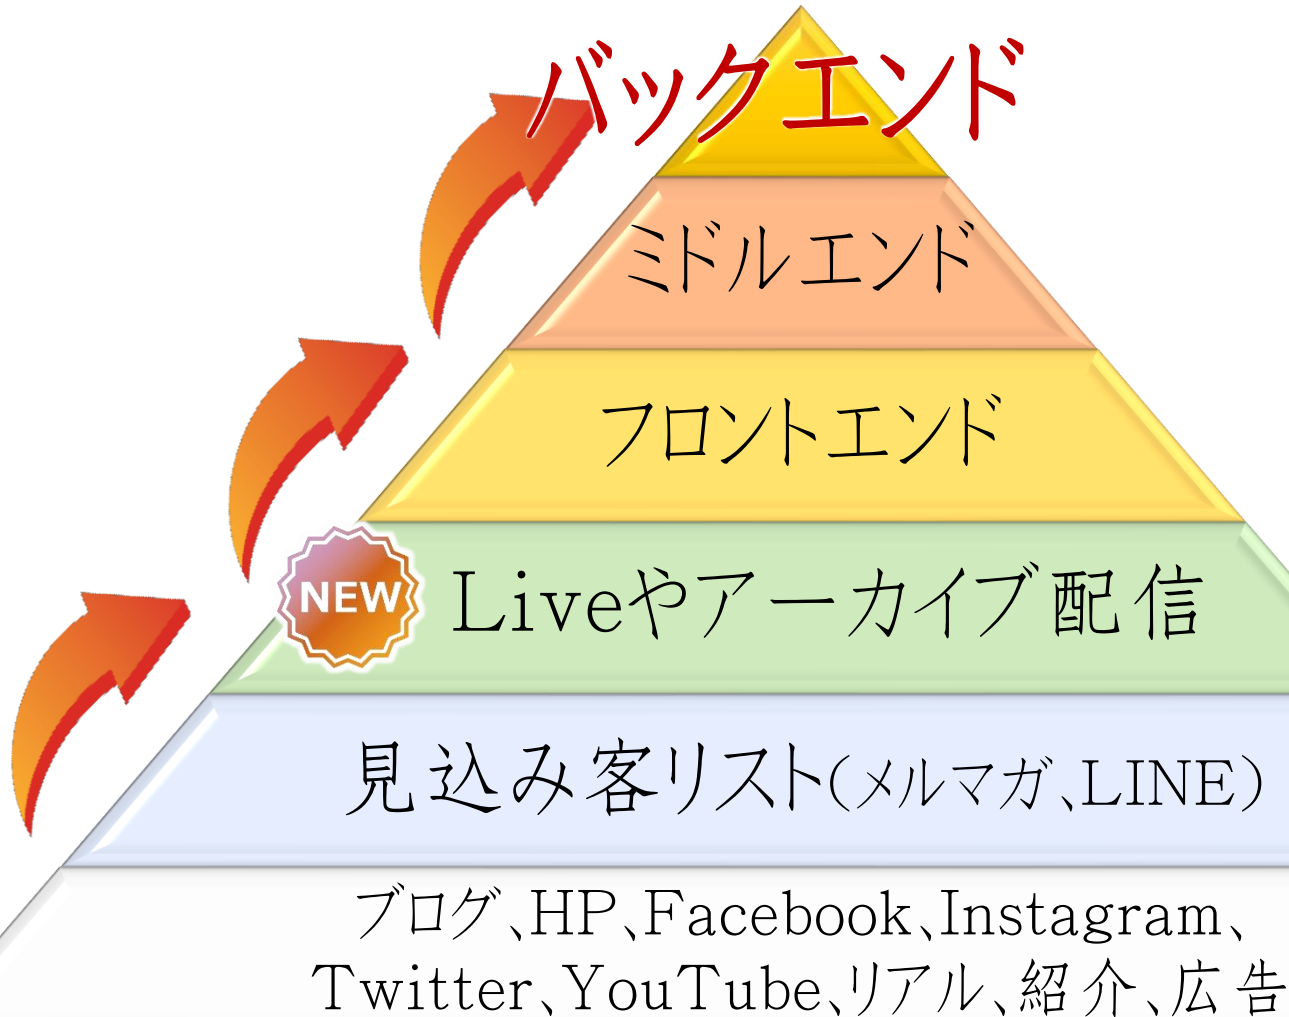 バックエンド
ミドルエンド
フロントエンド
NEW
Liveやアーカイブ配信
見込み客リスト(メルマガ、LINE)
ブログ、HP、Facebook、Instagram、
Twitter、YouTube、リアル、紹介、広告